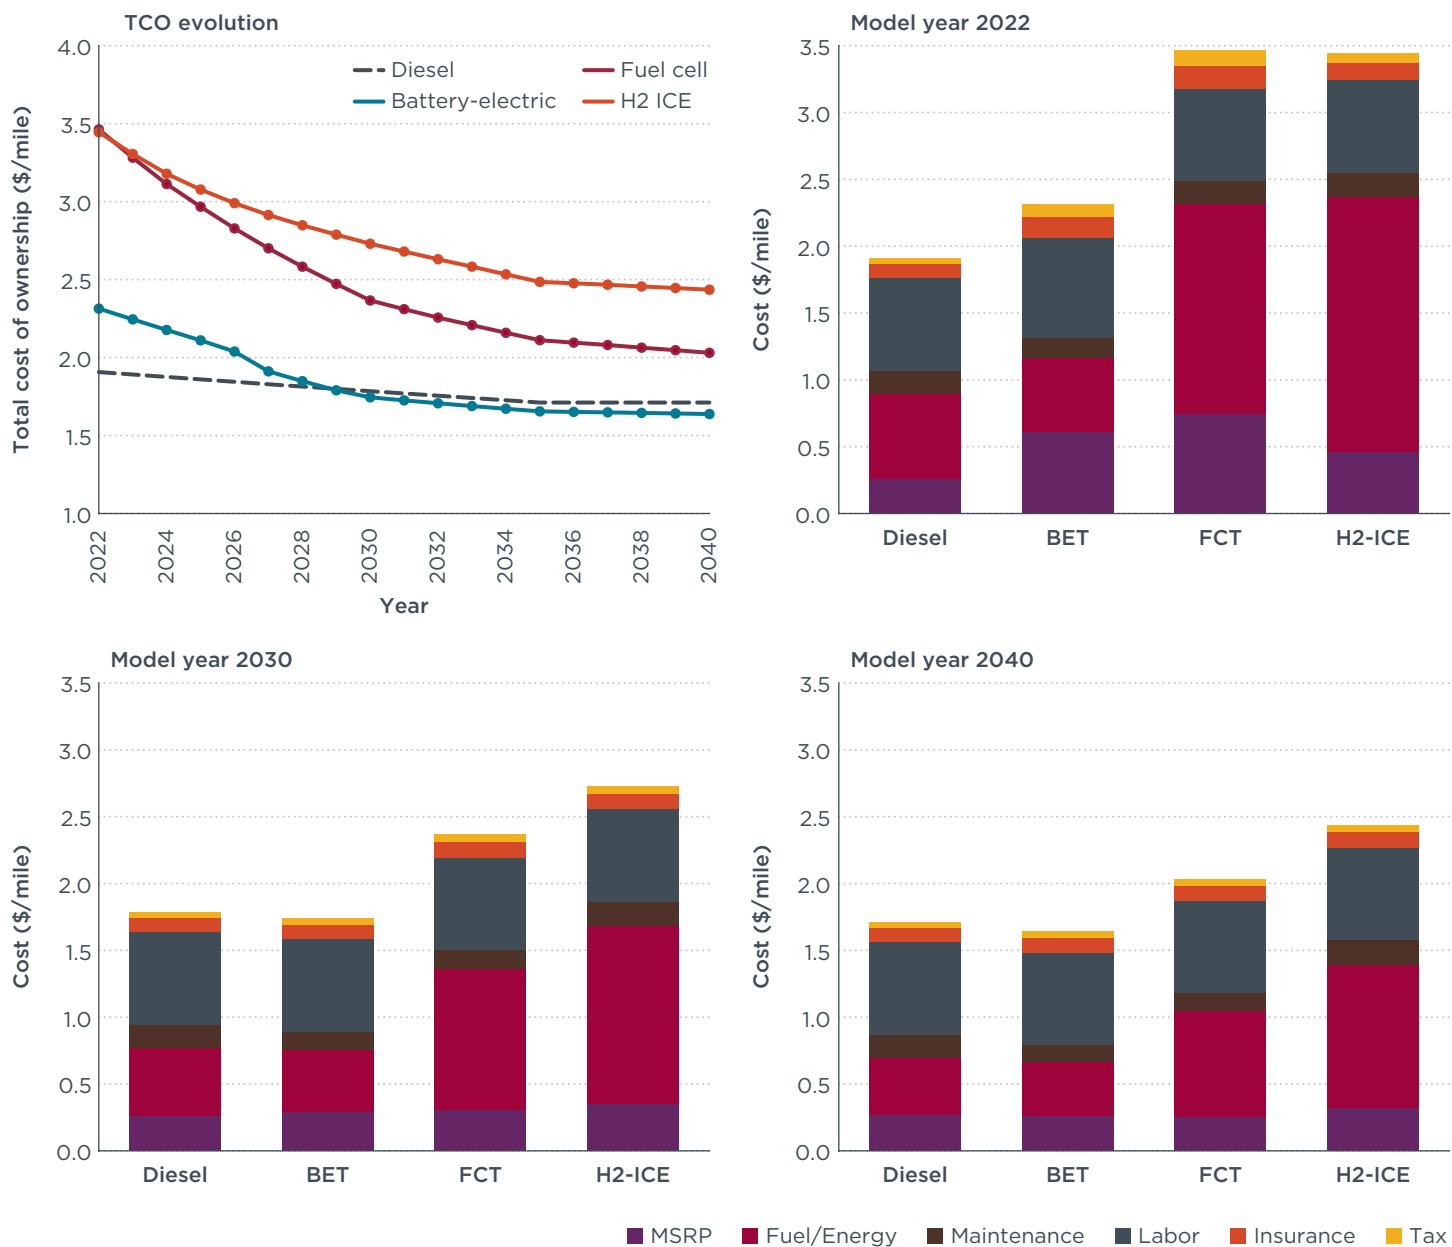 TCO evolution
4.0
3.5
3.0
2.5
2.0
1.5
1.0
Total cost of ownership ($/mile)
Diesel
Fuel cell
Battery-electric
H2 ICE
2022
2024
2026
2028
2030
2032
2034
2036
2038
2040
Year
Model year 2022
3.5
3.0
2.5
2.0
1.5
1.0
0.5
0.0
Cost ($/mile)
Diesel BET FCT H2-ICE
Model year 2030
3.5
3.0
2.5
2.0
1.5
1.0
0.5
0.0
Cost ($/mile)
Diesel BET FCT H2-ICE
Model year 2040
3.5
3.0
2.5
2.0
1.5
1.0
0.5
0.0
Cost ($/mile)
Diesel BET FCT H2-ICE
MSRP Fuel/Energy Maintenance Labor Insurance Tax